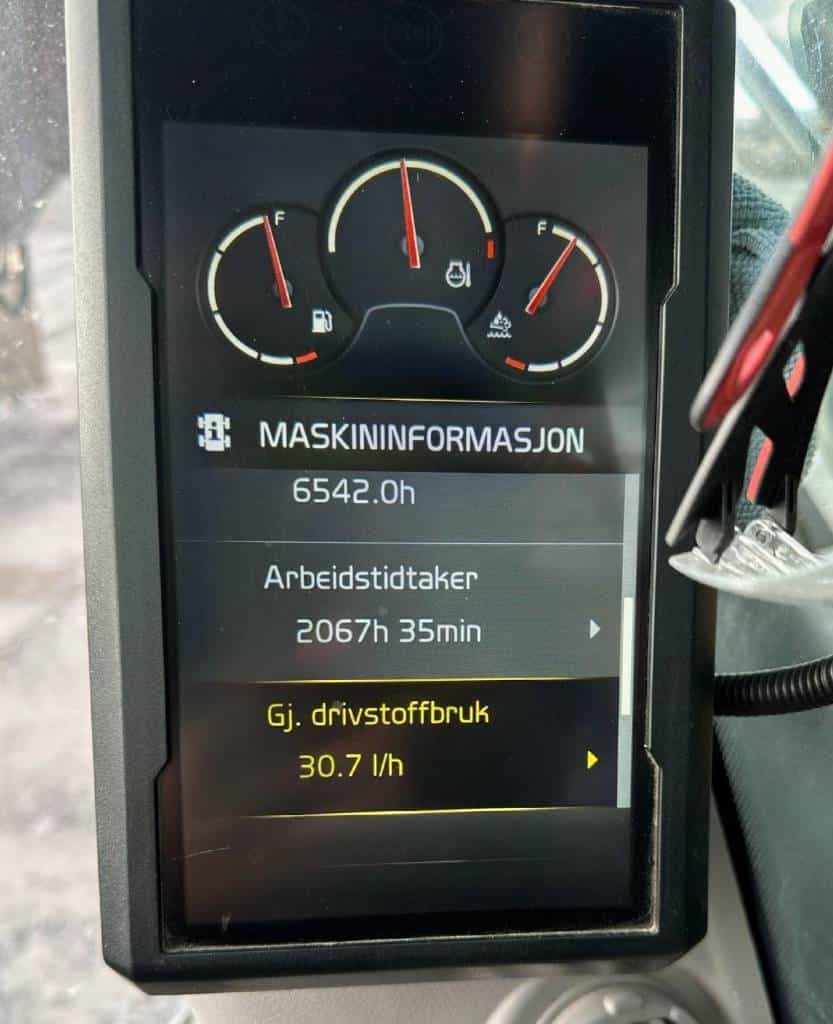 F
F
MASKININFORMASJON
6542.0h
Arbeidstidtaker
2067h 35min
Gj. drivstoffbruk
30.7 l/h